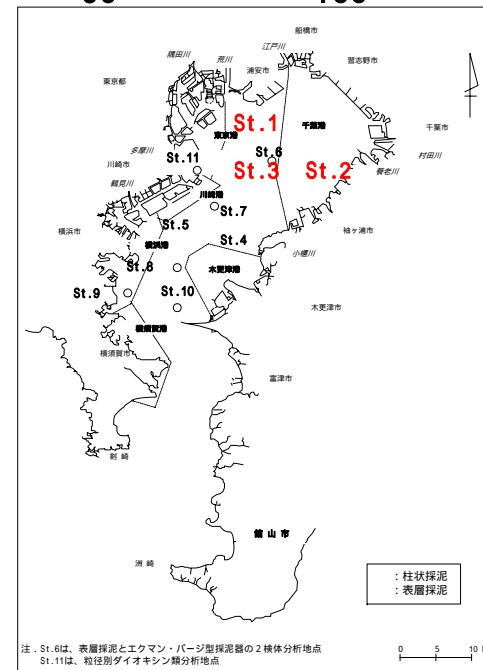 船橋市
江戸川
隅田川
荒川
習志野市
浦安市
東京都
St.1
千葉港
千葉市
東京港
多摩川
St.6
村田川
St.11
川崎市
St.3
St.2
養老川
鶴見川
川崎港
St.7
St.5
袖ヶ浦市
横浜市
横浜港
St.4
小櫃川
St.8
木更津港
St.9
St.10
木更津市
横須賀港
横須賀市
富津市
剣崎
館山市
洲崎
：柱状採泥
：表層採泥
注．St.6は、表層採泥とエクマン・バージ型採泥器の２検体分析地点
St.11は、粒径別ダイオキシン類分析地点
0 5 10